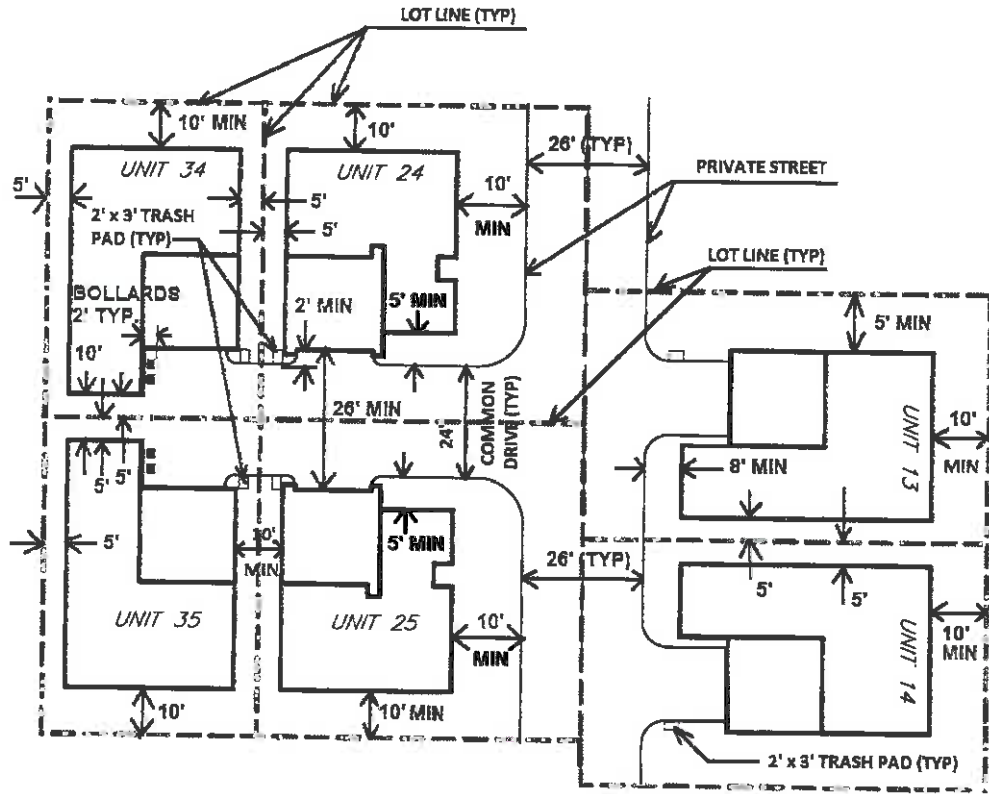 LOT LINE (TYP)
10' MIN
10'
UNIT 34
UNIT 24
26' (TYP)
PRIVATE STREET
5'
10'
MIN
5'
2' x 3' TRASH
PAD (TYP)
5'
LOT LINE (TYP)
BOLLARDS
2' TYP
2' MIN
5' MIN
5' MIN
10'
26' MIN
24'
COMMON
DRIVE (TYP)
UNIT 13
10'
MIN
8' MIN
5'
5'
5'
10'
MIN
5' MIN
26' (TYP)
5'
5'
UNIT 35
UNIT 25
10'
MIN
UNIT 14
10'
MIN
10'
10' MIN
2' x 3' TRASH PAD (TYP)